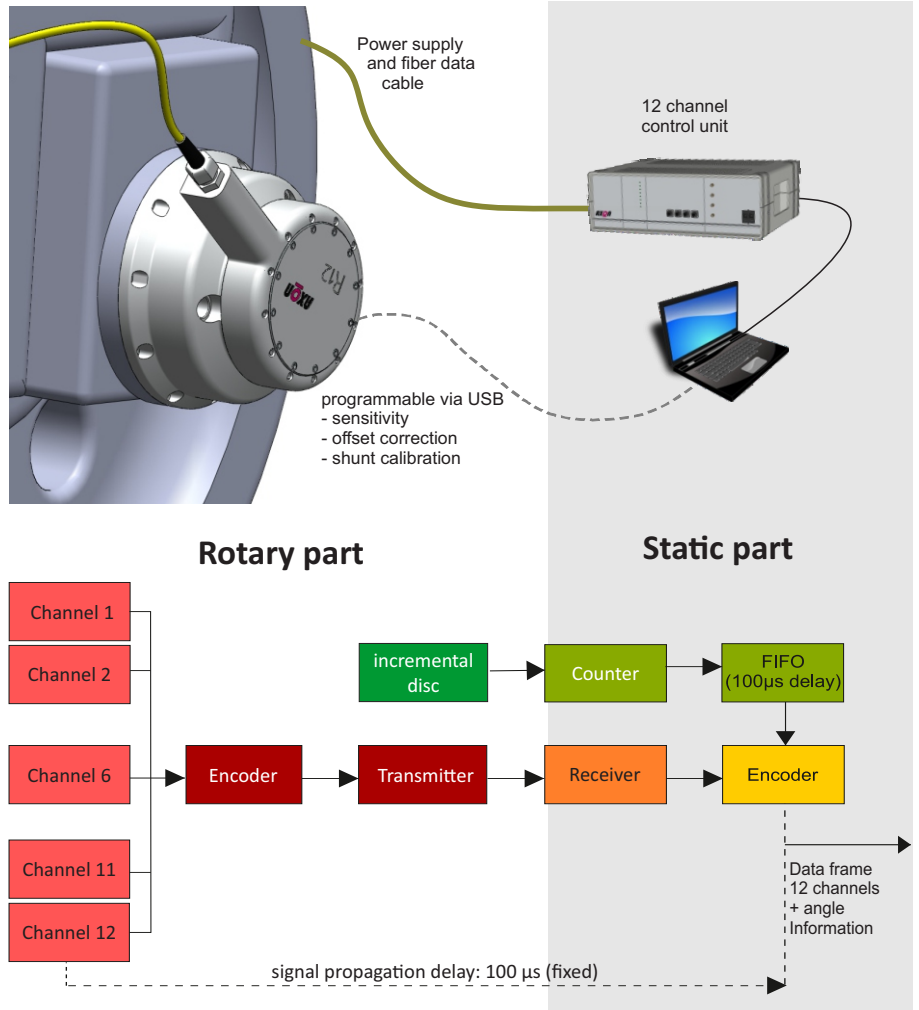 Power supply
and fiber data
cable
12 channel
control unit
R12
AXON
AXON
programmable via USB
- sensitivity
- offset correction
- shunt calibration
Rotary part
Static part
Channel 1
Channel 2
Channel 6
Channel 11
Channel 12
incremental
disc
Counter
FIFO
(100µs delay)
Encoder
Transmitter
Receiver
Encoder
Data frame
12 channels
+ angle
Information
signal propagation delay: 100 µs (fixed)